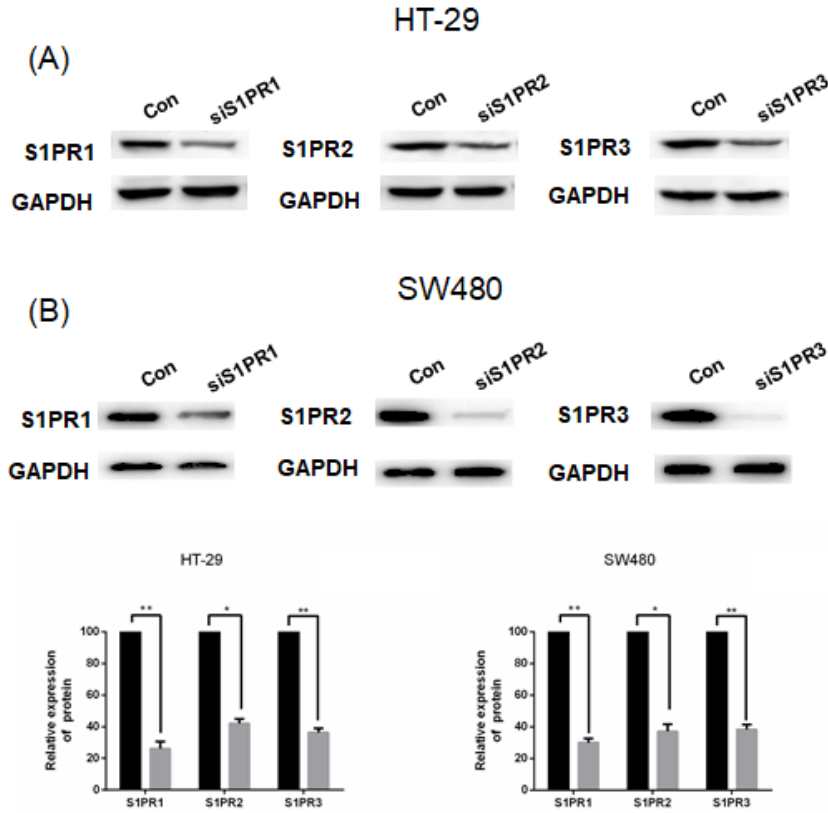 HT-29
(A)
Con siS1PR1 Con siS1PR2 Con siS1PR3
S1PR1 S1PR2 S1PR3
GAPDH GAPDH GAPDH
SW480
(B)
Con siS1PR1 Con siS1PR2 Con siS1PR3
S1PR1 S1PR2 S1PR3
GAPDH GAPDH GAPDH
HT-29
** * **
100
80
60
40
20
0
Relative expression
of protein
S1PR1 S1PR2 S1PR3
SW480
** * **
100
80
60
40
20
0
Relative expression
of protein
S1PR1 S1PR2 S1PR3